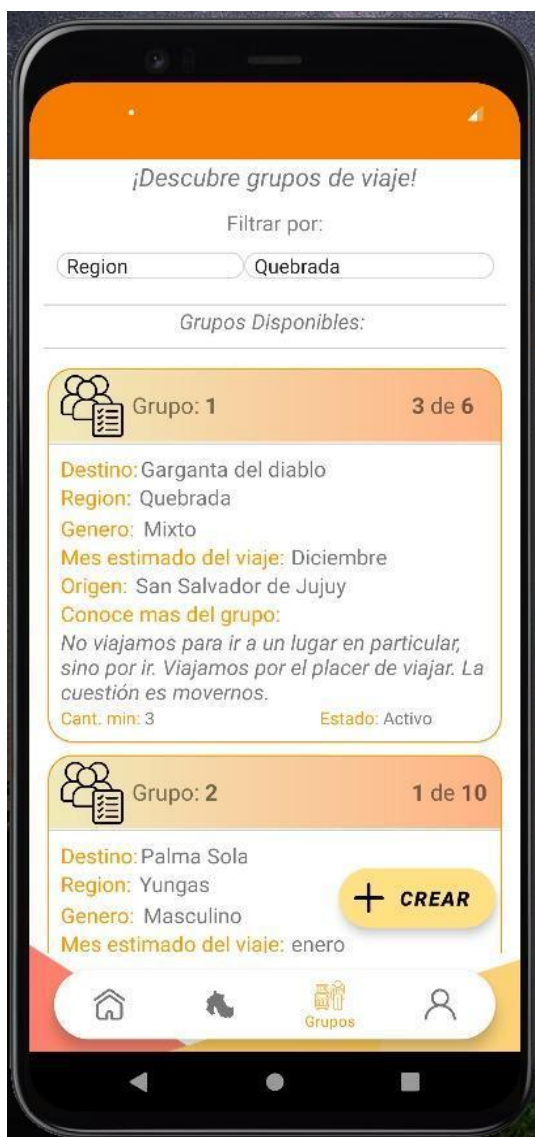 ¡Descubre grupos de viaje!
Filtrar por:
Region Quebrada
Grupos Disponibles:
Grupo: 1 3 de 6
Destino: Garganta del diablo
Region: Quebrada
Genero: Mixto
Mes estimado del viaje: Diciembre
Origen: San Salvador de Jujuy
Conoce mas del grupo:
No viajamos para ir a un lugar en particular,
sino por ir. Viajamos por el placer de viajar. La
cuestión es movernos.
Cant. min: 3 Estado: Activo
Grupo: 2 1 de 10
Destino: Palma Sola
Region: Yungas
Genero: Masculino
Mes estimado del viaje: enero
CREAR
Grupos